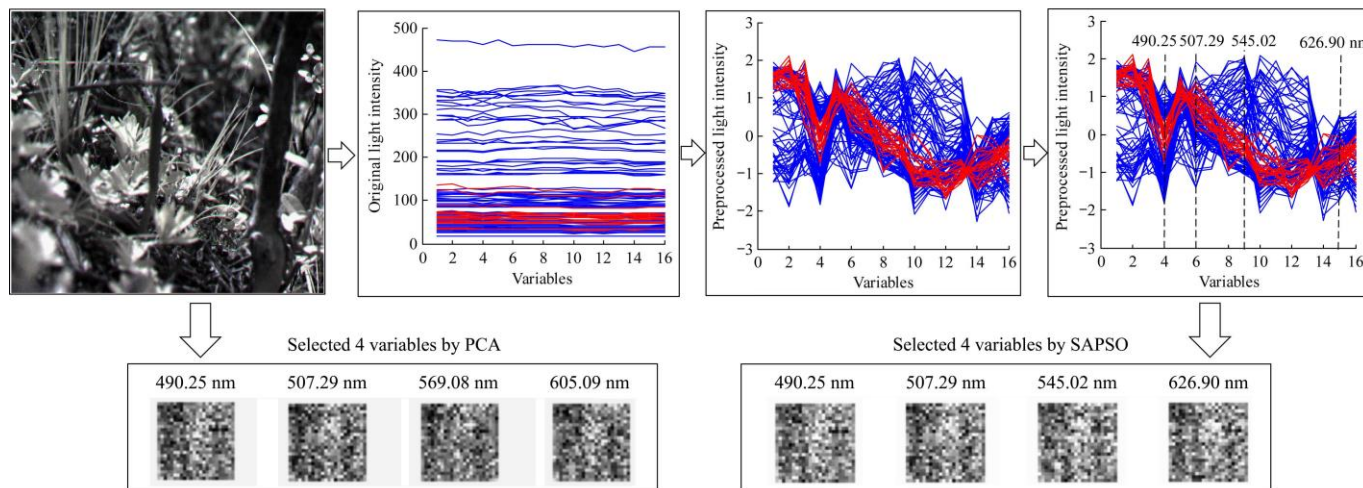 500
400
300
200
100
0
Original light intensity
0 2 4 6 8 10 12 14 16
Variables
3
2
1
0
−1
−2
−3
Preprocessed light intensity
0 2 4 6 8 10 12 14 16
Variables
3
2
1
0
−1
−2
−3
Preprocessed light intensity
490.25 507.29 545.02 626.90 nm
0 2 4 6 8 10 12 14 16
Variables
Selected 4 variables by PCA
490.25 nm 507.29 nm 569.08 nm 605.09 nm
Selected 4 variables by SAPSO
490.25 nm 507.29 nm 545.02 nm 626.90 nm